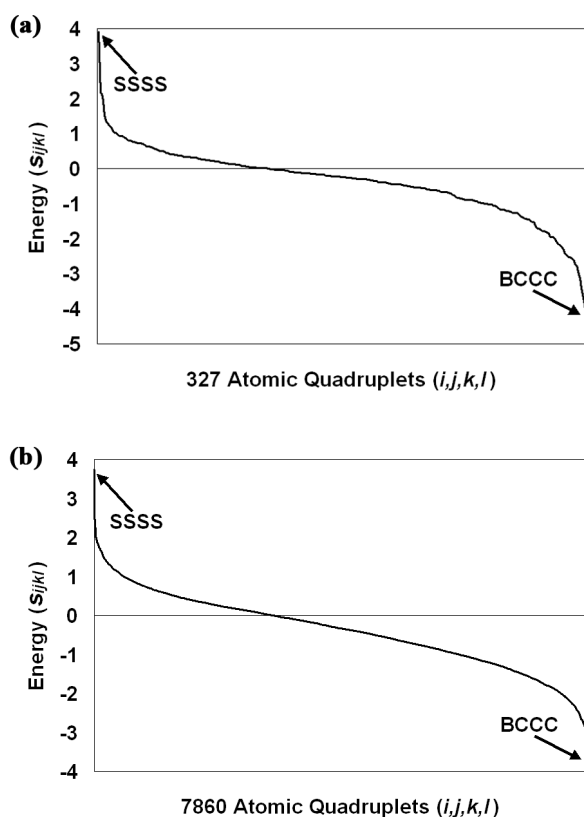 (a)
4
3
2
1
0
-1
-2
-3
-4
-5
Energy (sijkl)
SSSS
BCCC
327 Atomic Quadruplets (i,j,k,l)
(b)
4
3
2
1
0
-1
-2
-3
-4
Energy (sijkl)
SSSS
BCCC
7860 Atomic Quadruplets (i,j,k,l)